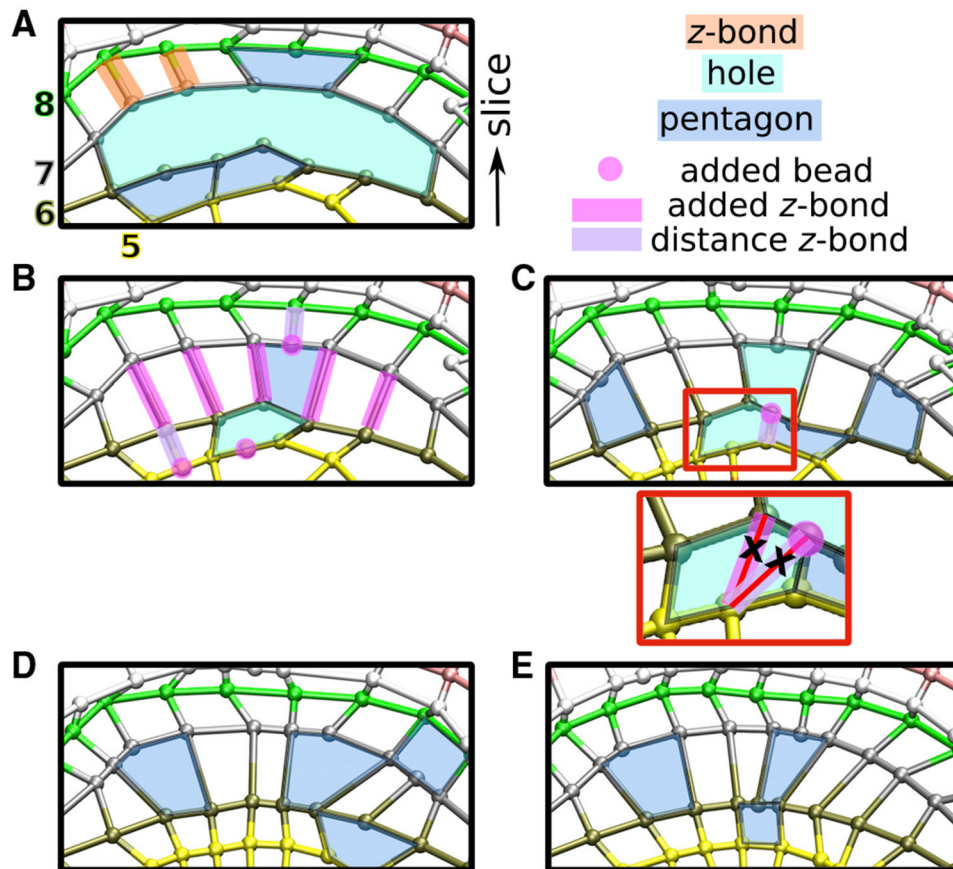 A
z-bond
hole
pentagon
slice
added bead
added z-bond
distance z-bond
8
7
6
5
B
C
X
X
D
E